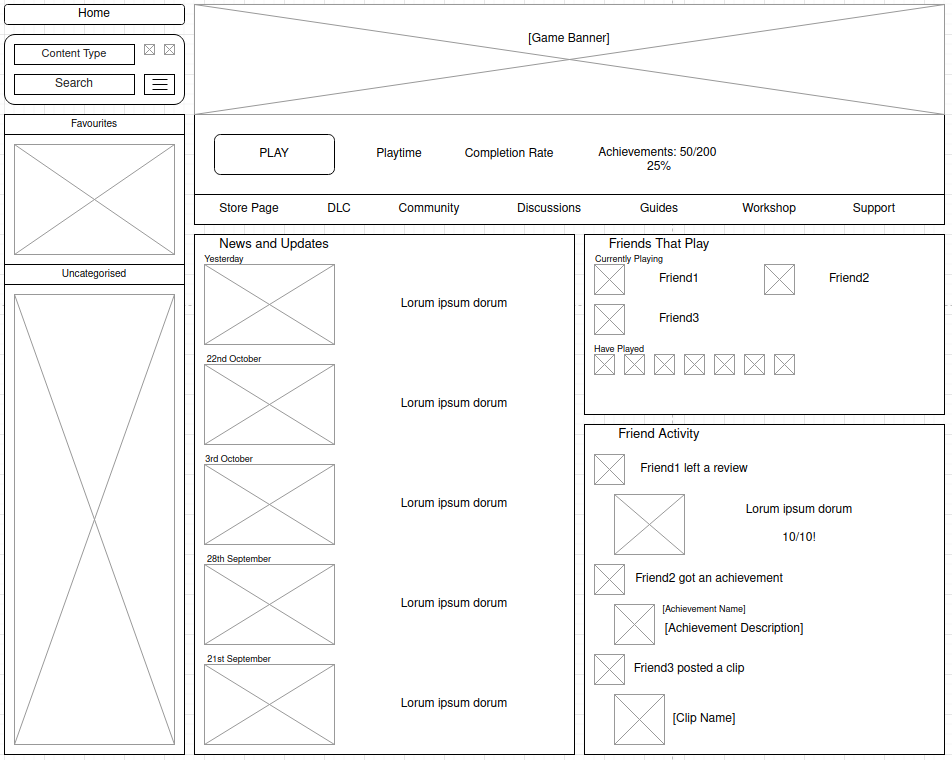 Home
Content Type
Search
Favourites
Uncategorised
[Game Banner]
PLAY
Playtime
Completion Rate
Achievements: 50/200
25%
Store Page
DLC
Community
Discussions
Guides
Workshop
Support
News and Updates
Yesterday
Lorum ipsum dorum
22nd October
Lorum ipsum dorum
3rd October
Lorum ipsum dorum
28th September
Lorum ipsum dorum
21st September
Lorum ipsum dorum
Friends That Play
Currently Playing
Friend1
Friend2
Friend3
Have Played
Friend Activity
Friend1 left a review
Lorum ipsum dorum
10/10!
Friend2 got an achievement
[Achievement Name]
[Achievement Description]
Friend3 posted a clip
[Clip Name]